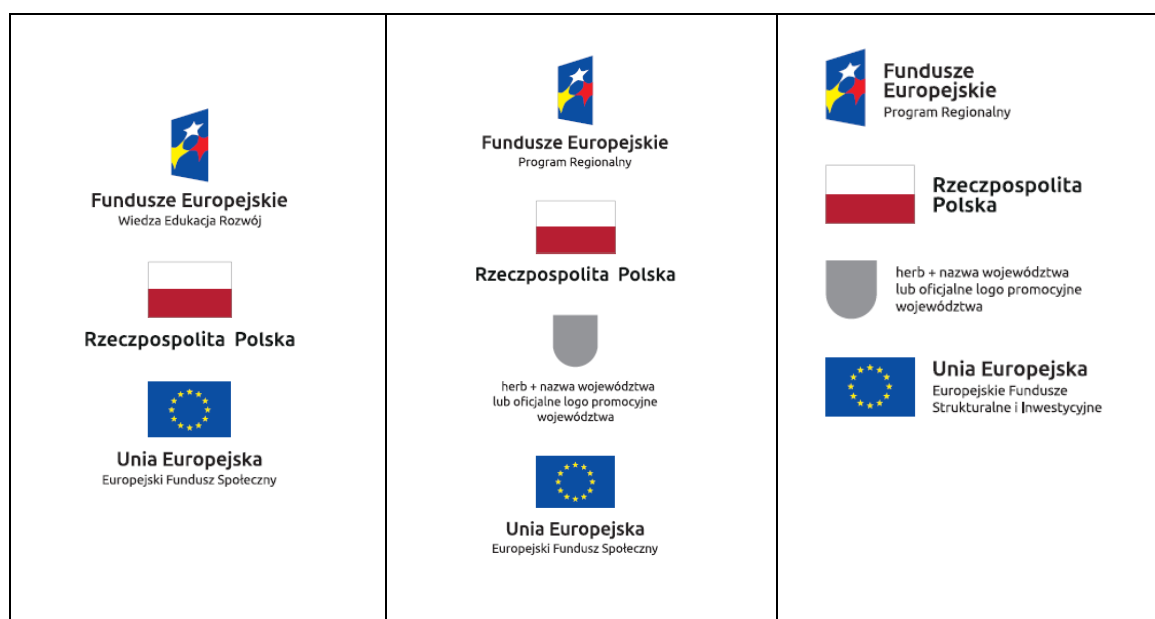 Fundusze Europejskie
Wiedza Edukacja Rozwój
Rzeczpospolita Polska
Unia Europejska
Europejski Fundusz Społeczny
Fundusze Europejskie
Program Regionalny
Rzeczpospolita Polska
herb + nazwa województwa
lub oficjalne logo promocyjne
województwa
Unia Europejska
Europejski Fundusz Społeczny
Fundusze
Europejskie
Program Regionalny
Rzeczpospolita
Polska
herb + nazwa województwa
lub oficjalne logo promocyjne
województwa
Unia Europejska
Europejskie Fundusze
Strukturalne i Inwestycyjne